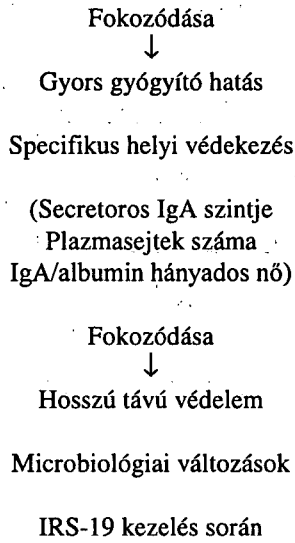 Fokozódása
↓
Gyors gyógyító hatás
Specifikus helyi védekezés
(Secretoros IgA szintje
Plazmasejtek száma
IgA/albumin hányados nő)
Fokozódása
↓
Hosszú távú védelem
Microbiológiai változások
IRS-19 kezelés során